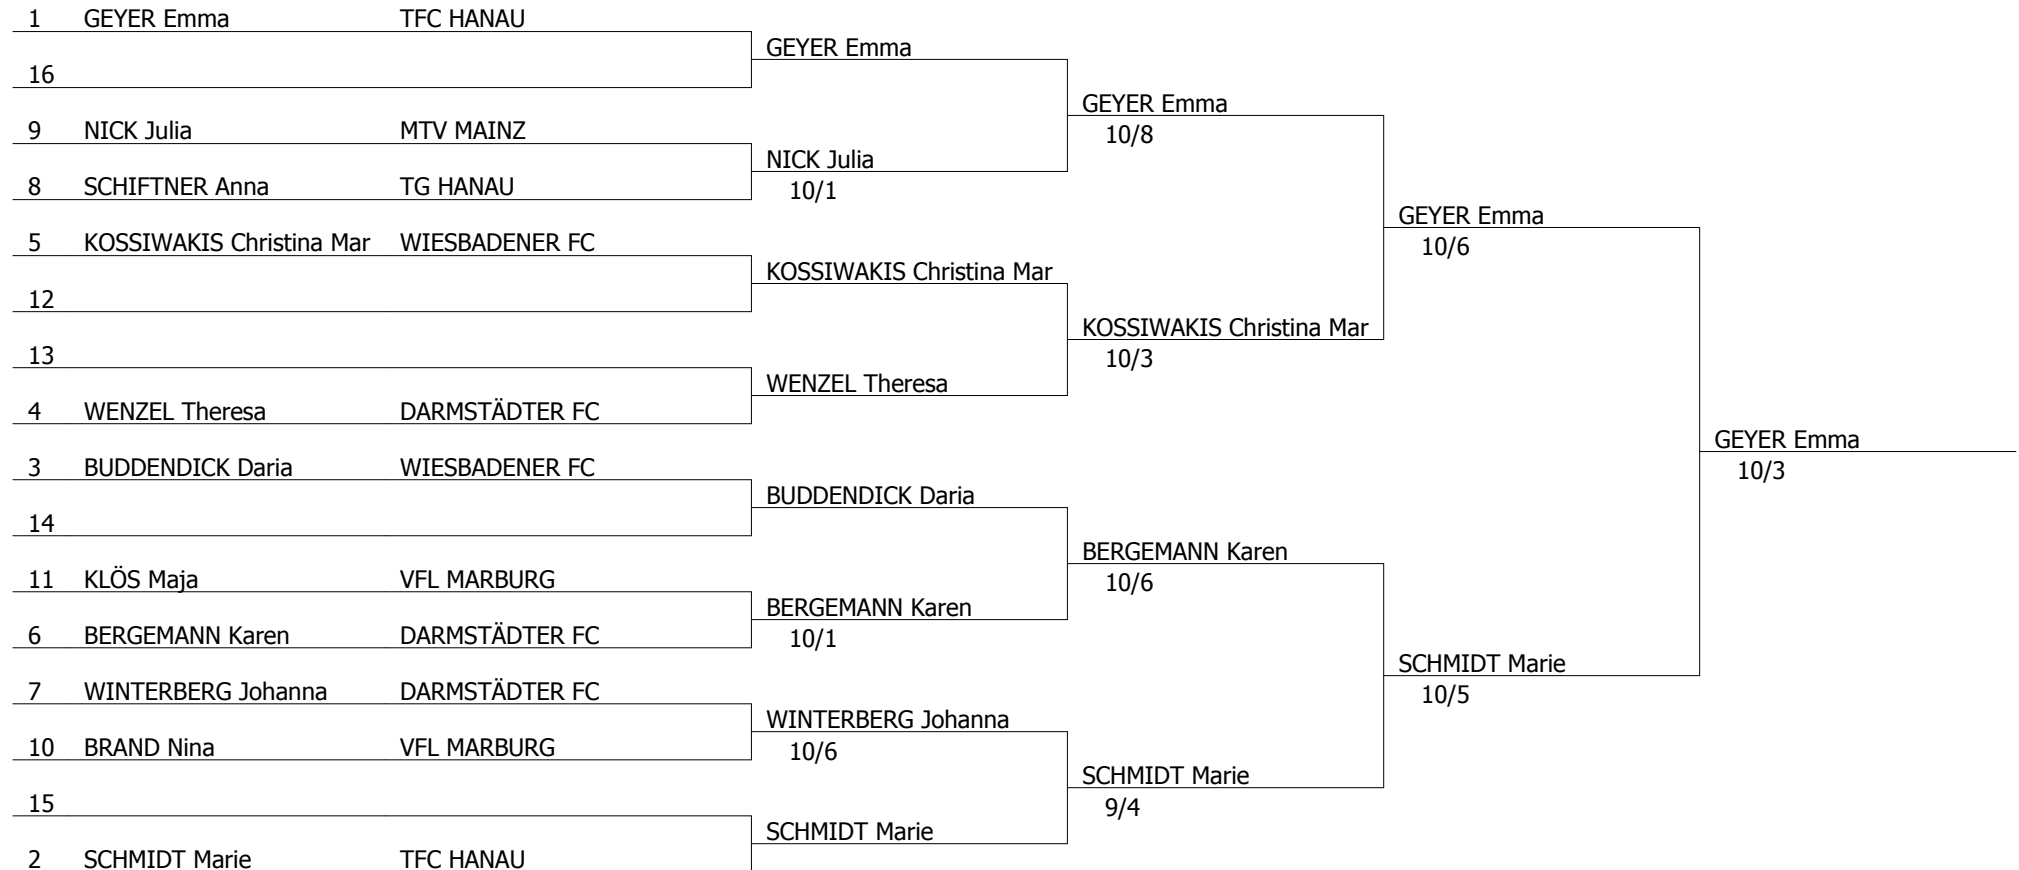 1 GEYER Emma TFC HANAU
GEYER Emma
16
GEYER Emma
9 NICK Julia MTV MAINZ
10/8
NICK Julia
8 SCHIFTNER Anna TG HANAU
10/1
GEYER Emma
5 KOSSIWAKIS Christina Mar WIESBADENER FC
10/6
KOSSIWAKIS Christina Mar
12
KOSSIWAKIS Christina Mar
13
10/3
WENZEL Theresa
4 WENZEL Theresa DARMSTÄDTER FC
GEYER Emma
3 BUDDENDICK Daria WIESBADENER FC
10/3
BUDDENDICK Daria
14
BERGEMANN Karen
11 KLÖS Maja VFL MARBURG
10/6
BERGEMANN Karen
6 BERGEMANN Karen DARMSTÄDTER FC
10/1
SCHMIDT Marie
7 WINTERBERG Johanna DARMSTÄDTER FC
10/5
WINTERBERG Johanna
10 BRAND Nina VFL MARBURG
10/6
SCHMIDT Marie
15
9/4
SCHMIDT Marie
2 SCHMIDT Marie TFC HANAU